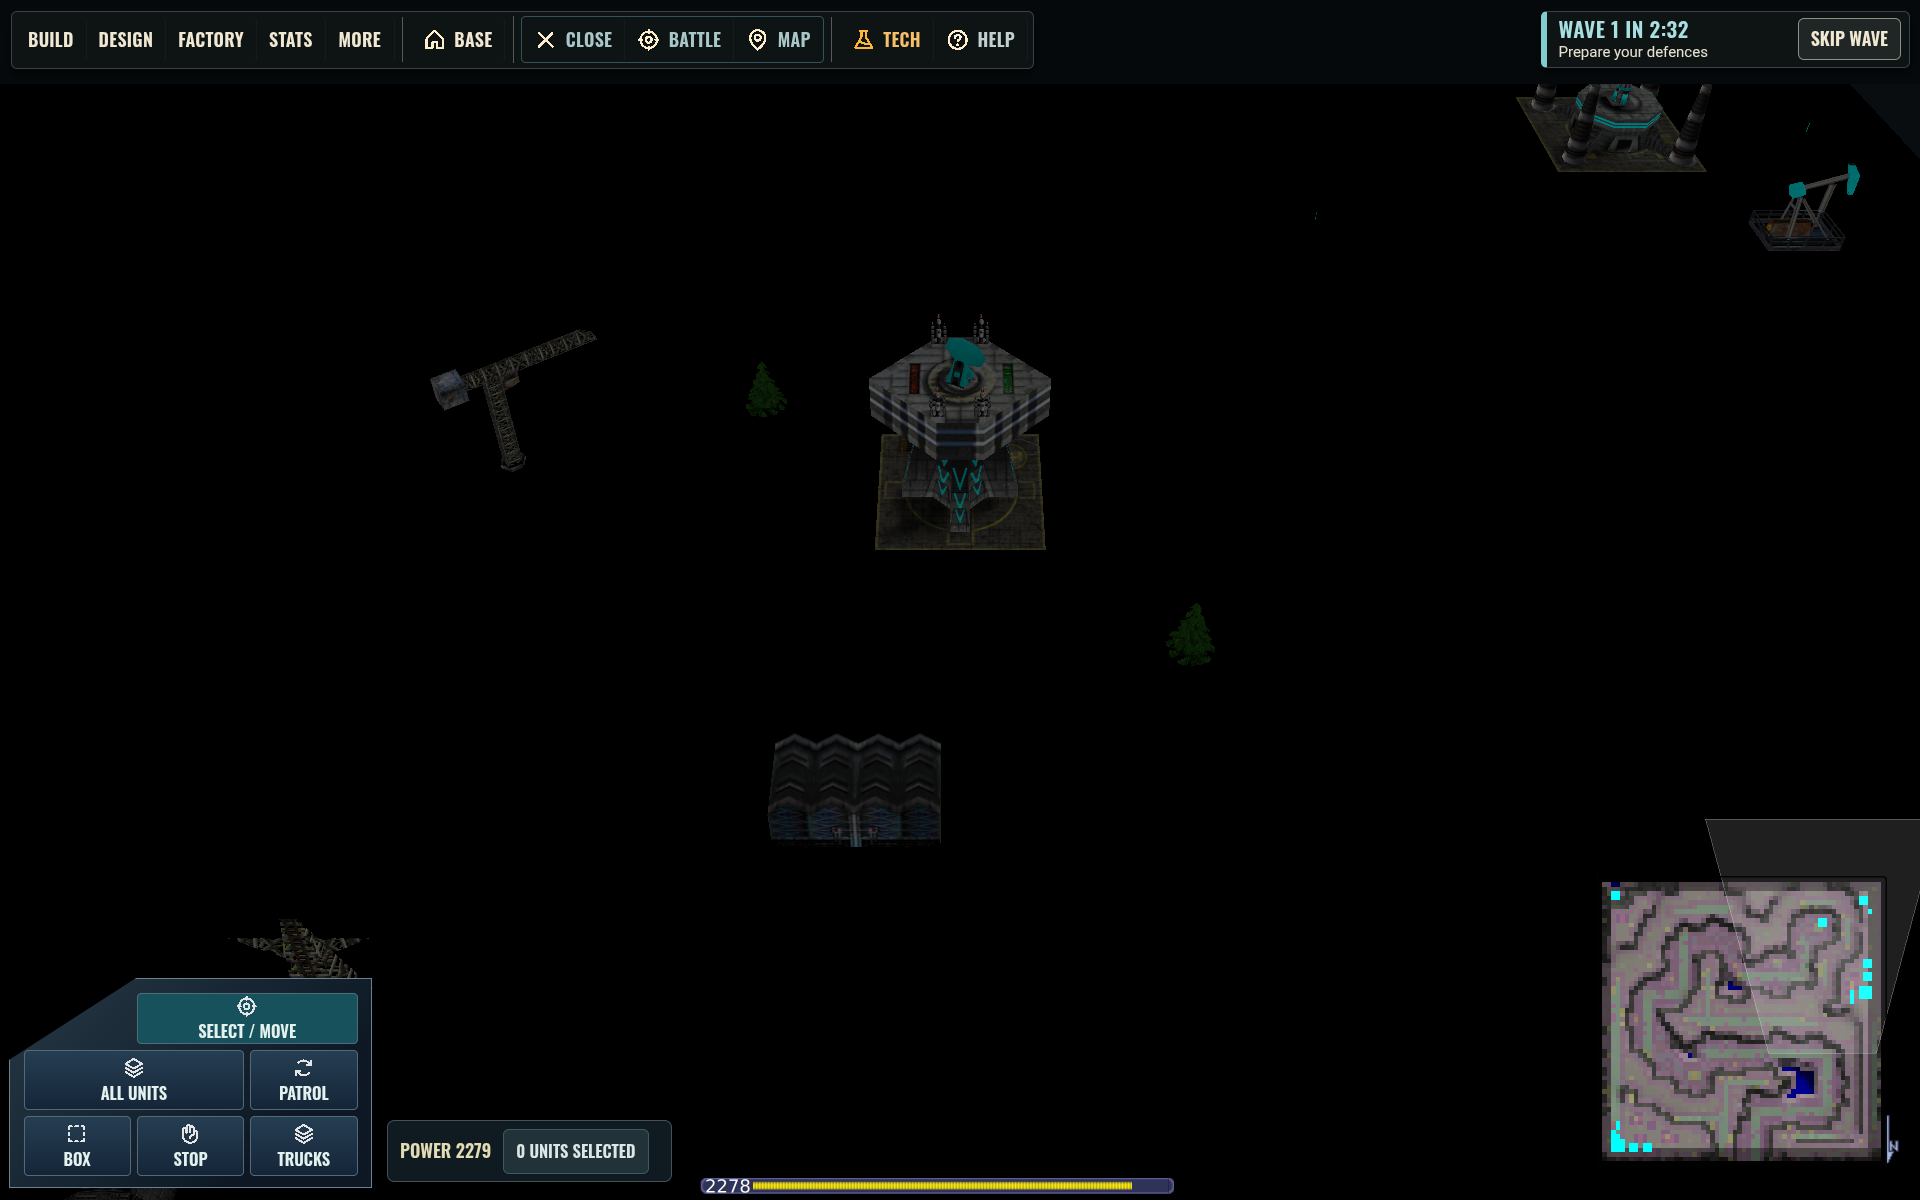 BUILD DESIGN FACTORY STATS MORE BASE CLOSE BATTLE MAP TECH HELP
WAVE 1 IN 2:32
Prepare your defences
SKIP WAVE
SELECT / MOVE
ALL UNITS PATROL
BOX STOP TRUCKS
POWER 2279 0 UNITS SELECTED
2278
N